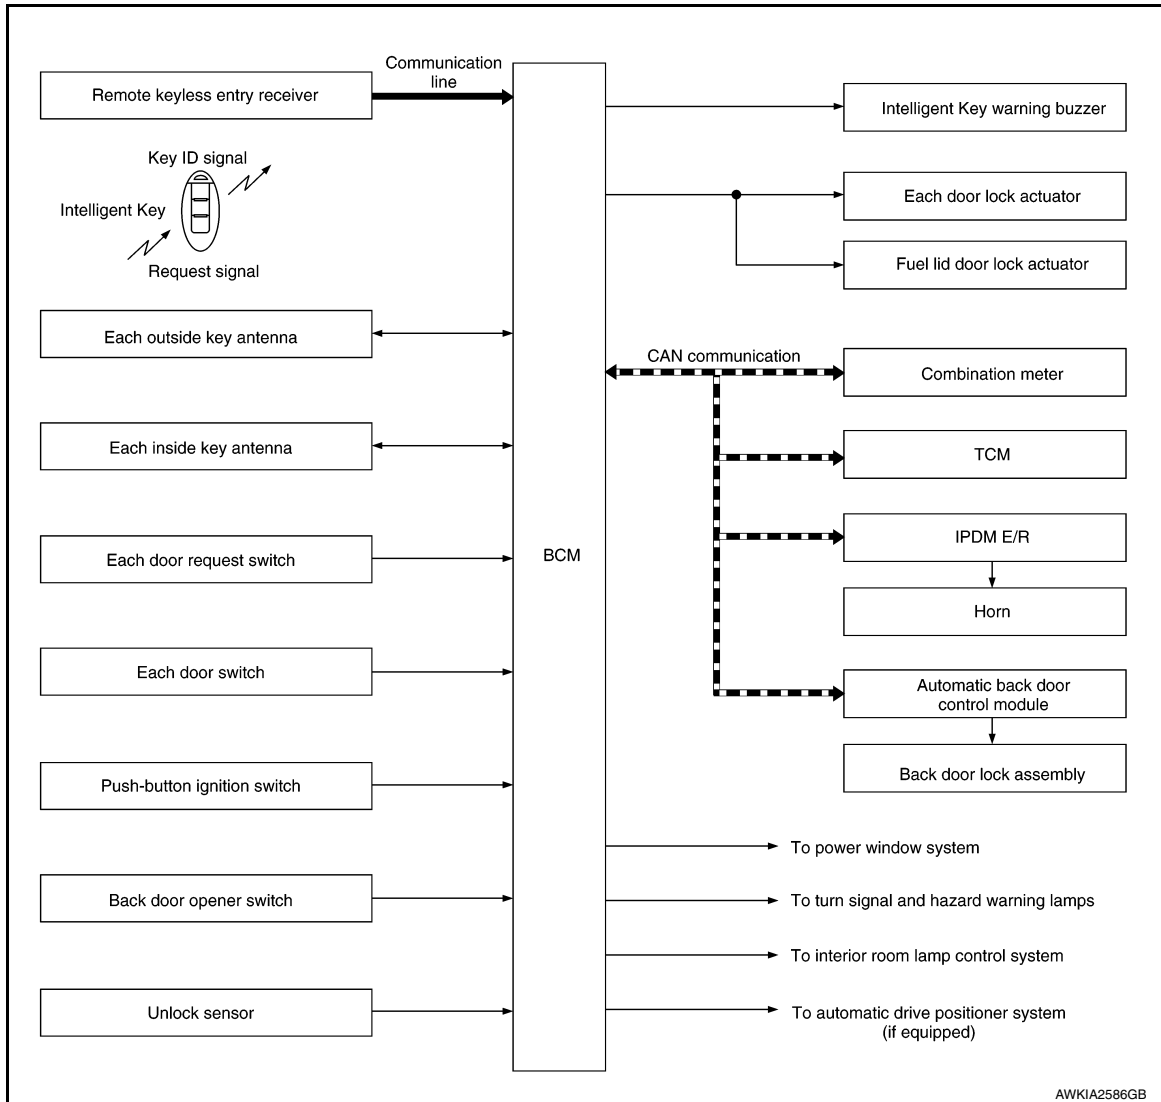 Communication
line
Remote keyless entry receiver
Key ID signal
Intelligent Key
Request signal
Each outside key antenna
Each inside key antenna
Each door request switch
Each door switch
Push-button ignition switch
Back door opener switch
Unlock sensor
BCM
Intelligent Key warning buzzer
Each door lock actuator
Fuel lid door lock actuator
CAN communication
Combination meter
TCM
IPDM E/R
Horn
Automatic back door
control module
Back door lock assembly
To power window system
To turn signal and hazard warning lamps
To interior room lamp control system
To automatic drive positioner system
(if equipped)
AWKIA2586GB